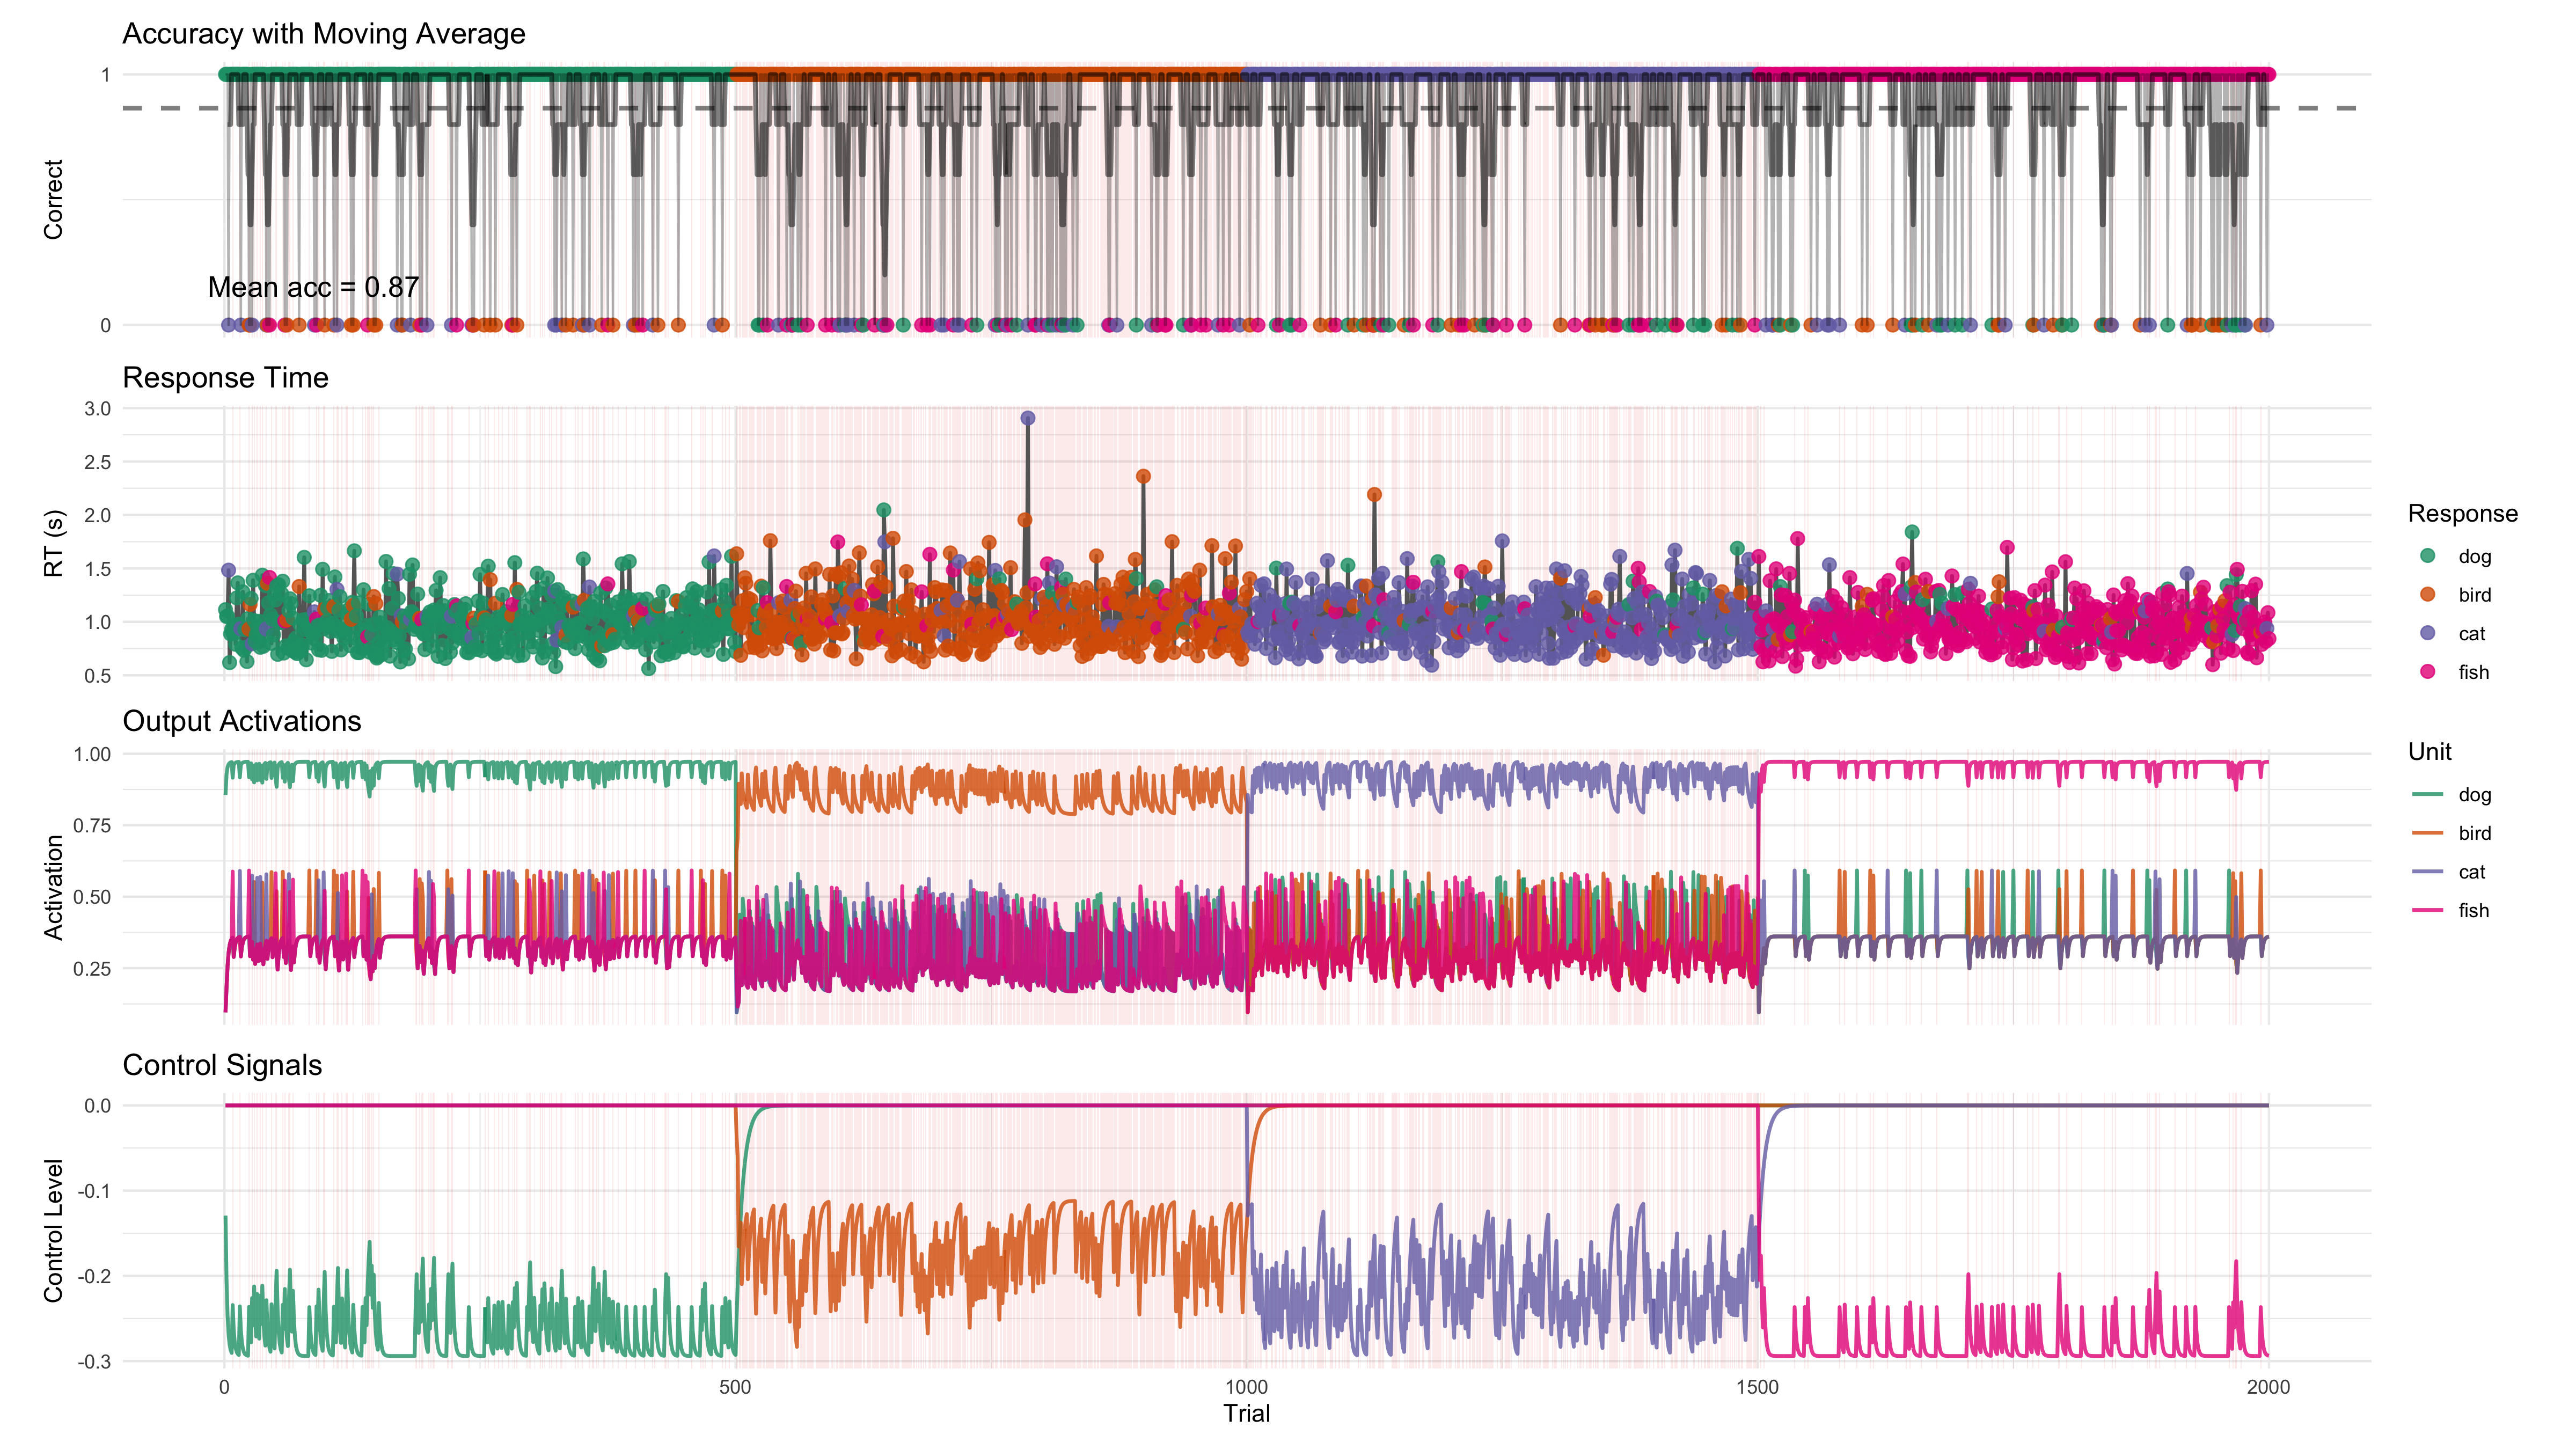 Accuracy with Moving Average
1
Correct
Mean acc = 0.87
0
Response Time
3.0
2.5
2.0
RT (s)
1.5
1.0
0.5
Response
dog
bird
cat
fish
Output Activations
1.00
0.75
Activation
0.50
0.25
Unit
dog
bird
cat
fish
Control Signals
0.0
-0.1
Control Level
-0.2
-0.3
0 500 1000 1500 2000
Trial